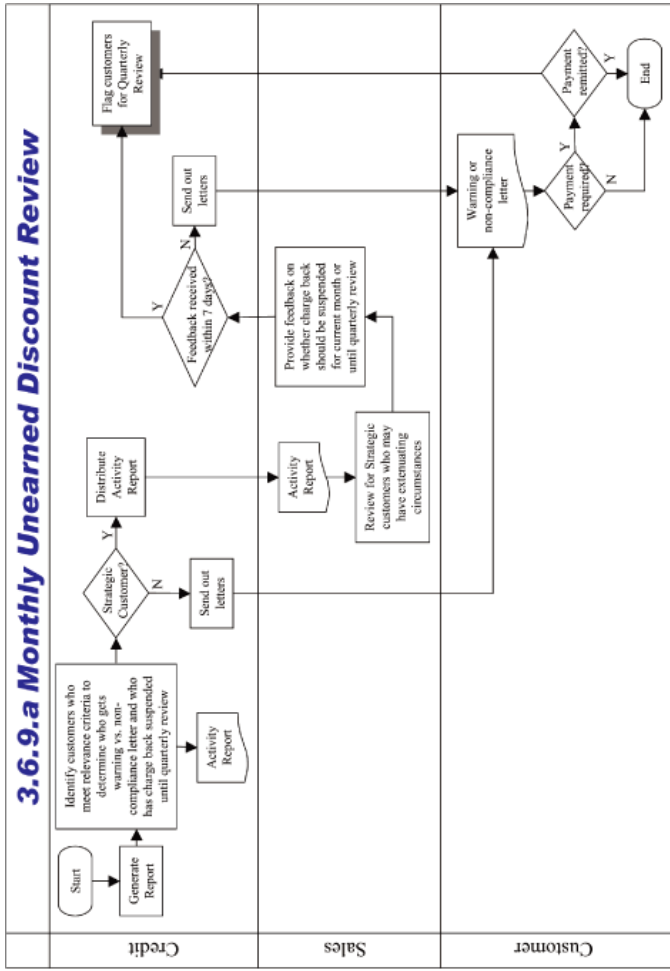 3.6.9.a Monthly Unearned Discount Review
Credit
Start
Generate
Report
Identify customers who
meet relevance criteria to
determine who gets
warning vs. non-
compliance letter and who
has charge back suspended
until quarterly review
Activity
Report
Strategic
Customer?
Y
N
Distribute
Activity
Report
Send out
letters
Feedback received
within 7 days?
Y
N
Send out
letters
Flag customers
for Quarterly
Review
Sales
Activity
Report
Review for Strategic
customers who may
have extenuating
circumstances
Provide feedback on
whether charge back
should be suspended
for current month or
until quarterly review
Customer
Warning or
non-compliance
letter
Payment
required?
Y
N
Payment
remitted?
Y
End